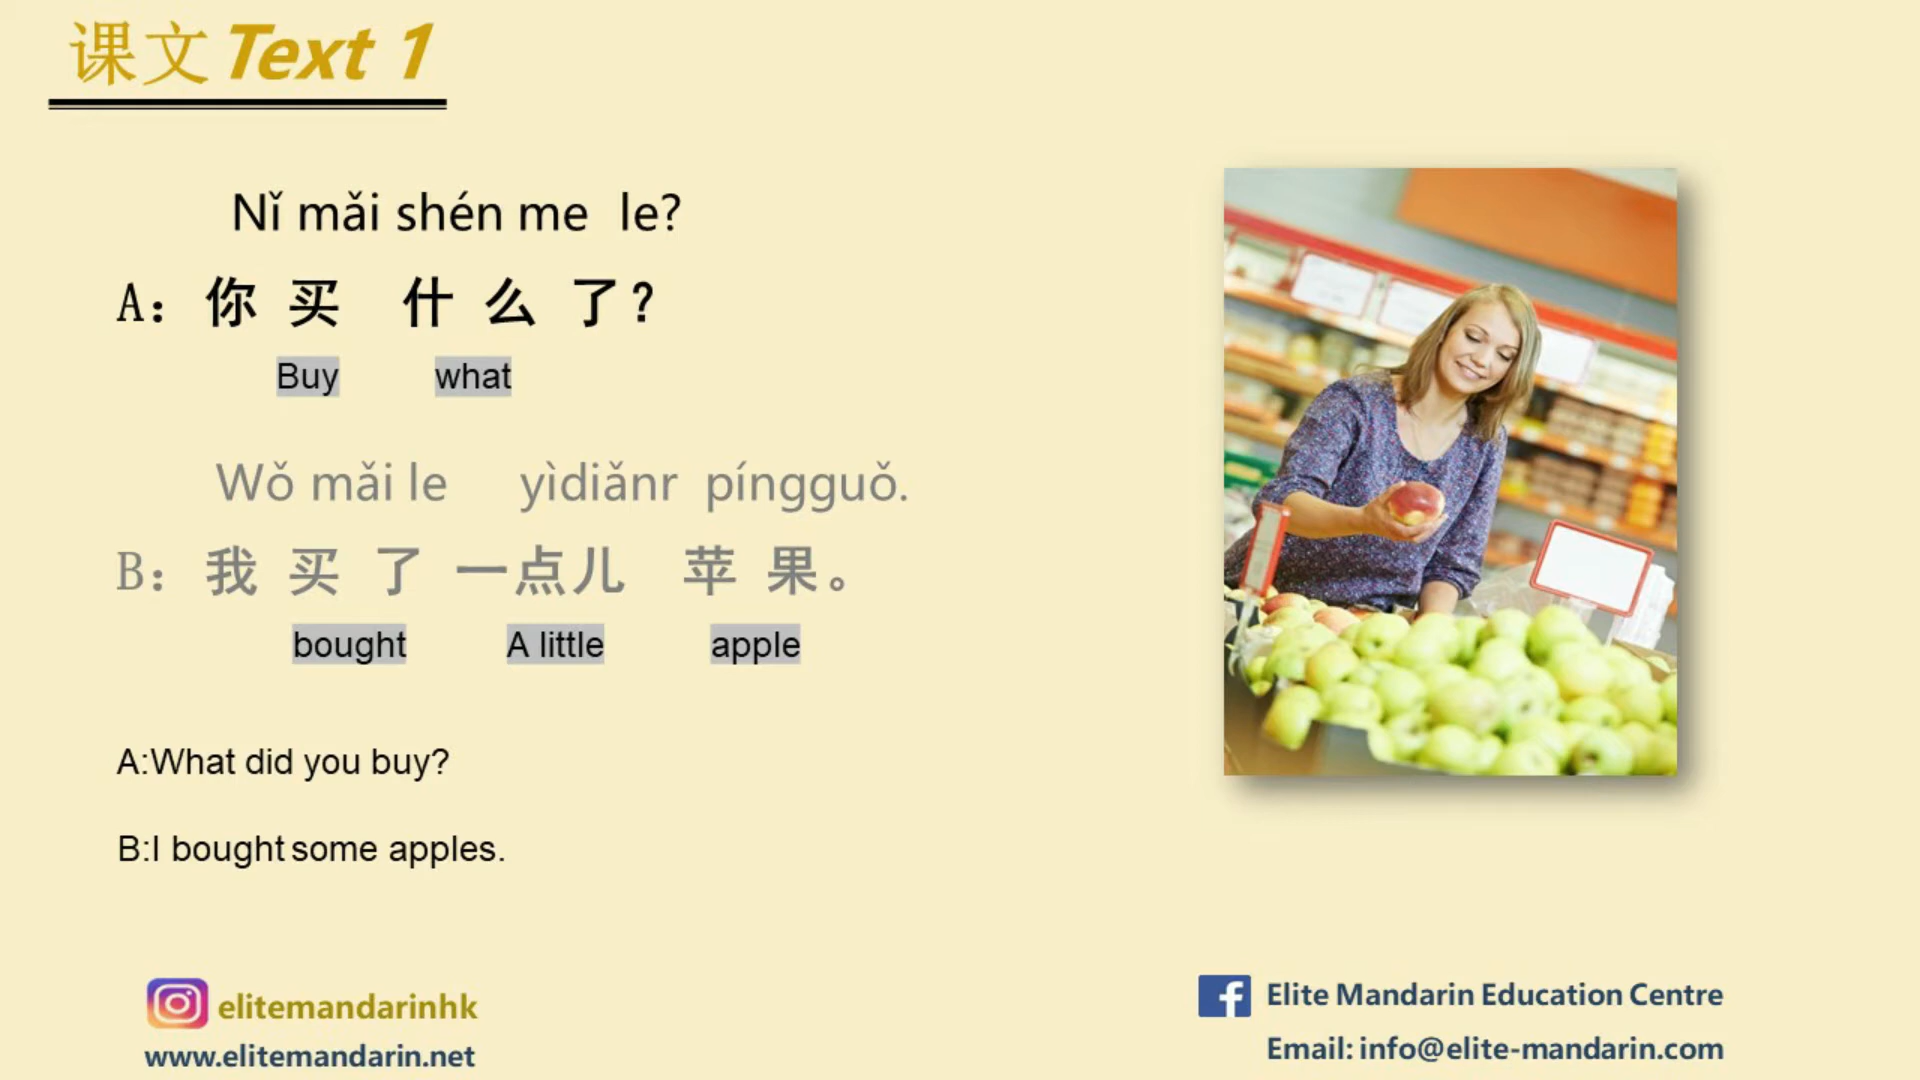 课文 Text 1
Nǐ mǎi shén me le?
A：你 买 什 么 了？
Buy what
Wǒ mǎi le yìdiǎnr píngguǒ.
B：我 买 了 一点儿 苹 果。
bought A little apple
A:What did you buy?
B:I bought some apples.
elitemandarinhk
www.elitemandarin.net
Elite Mandarin Education Centre
Email: info@elite-mandarin.com